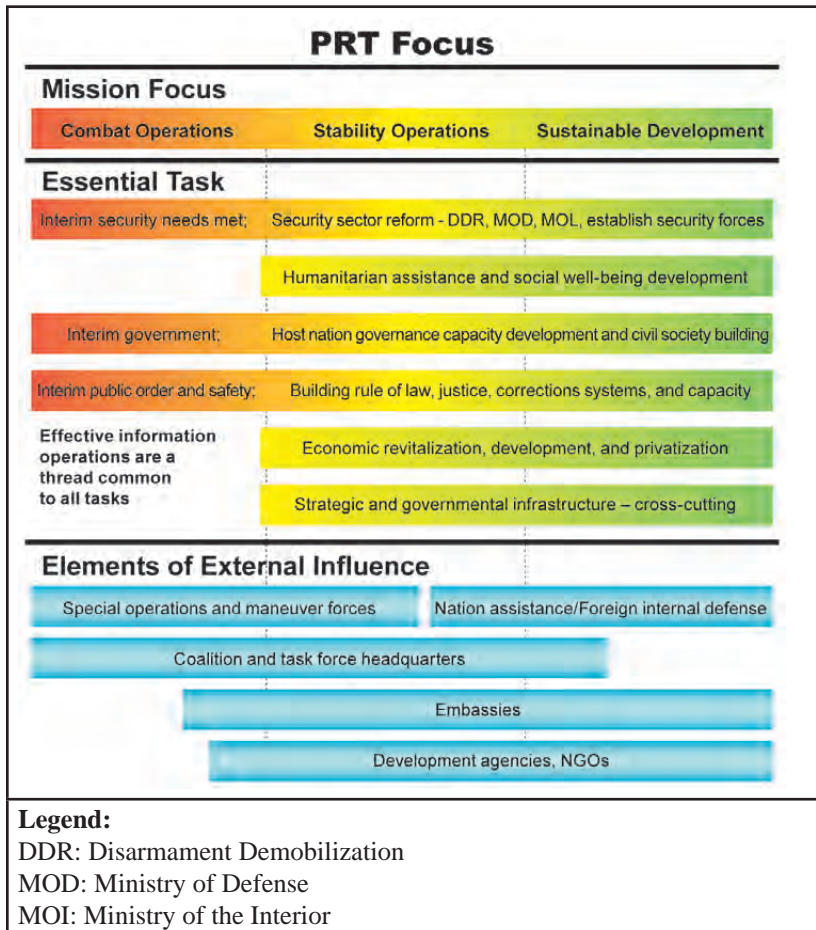 PRT Focus
Mission Focus
Combat Operations Stability Operations Sustainable Development
Essential Task
Interim security needs met; Security sector reform - DDR, MOD, MOL, establish security forces
Humanitarian assistance and social well-being development
Interim government; Host nation governance capacity development and civil society building
Interim public order and safety; Building rule of law, justice, corrections systems, and capacity
Effective information
operations are a
thread common
to all tasks
Economic revitalization, development, and privatization
Strategic and governmental infrastructure – cross-cutting
Elements of External Influence
Special operations and maneuver forces Nation assistance/Foreign internal defense
Coalition and task force headquarters
Embassies
Development agencies, NGOs
Legend:
DDR: Disarmament Demobilization
MOD: Ministry of Defense
MOI: Ministry of the Interior